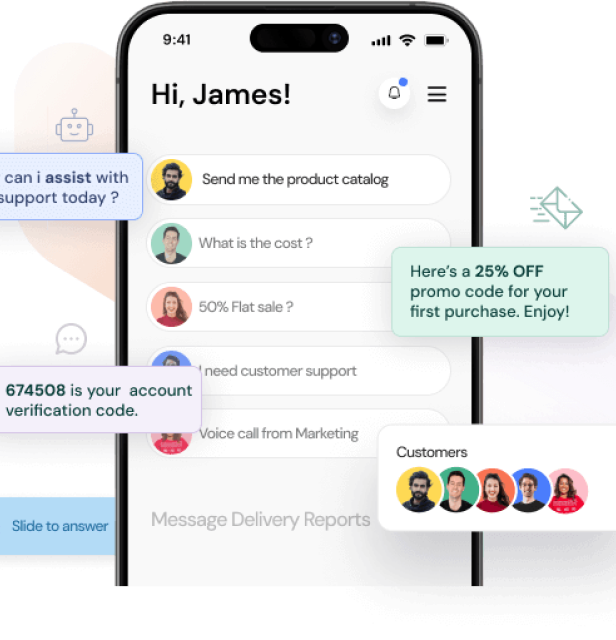 9:41
Hi, James!
can i assist with
support today ?
Send me the product catalog
What is the cost ?
Here's a 25% OFF
promo code for your
first purchase. Enjoy!
50% Flat sale ?
I need customer support
674508 is your account
verification code.
Voice call from Marketing
Customers
Message Delivery Reports
Slide to answer